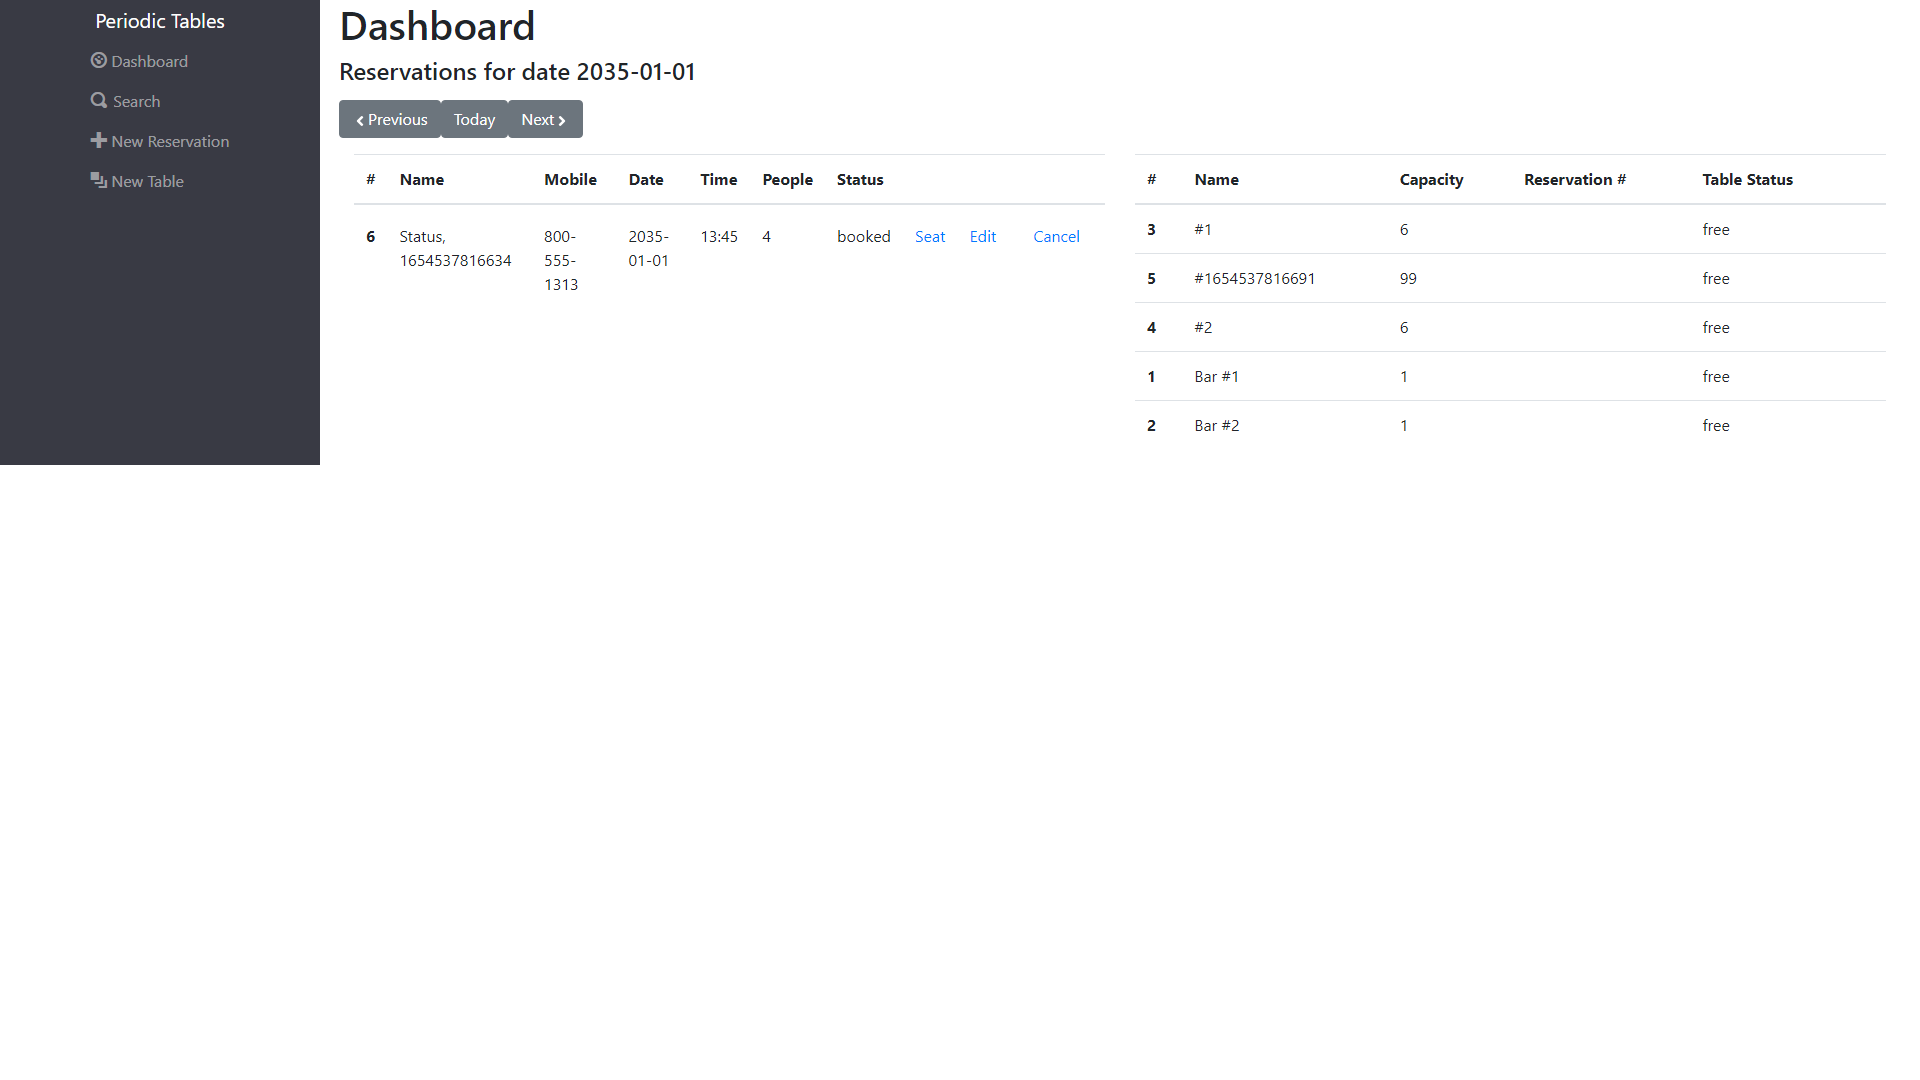 Periodic Tables
Dashboard
Search
New Reservation
New Table
Dashboard
Reservations for date 2035-01-01
Previous Today Next
# Name Mobile Date Time People Status
6 Status, 800- 2035- 13:45 4 booked Seat Edit Cancel
1654537816634 555- 01-01
1313
# Name Capacity Reservation # Table Status
3 #1 6 free
5 #1654537816691 99 free
4 #2 6 free
1 Bar #1 1 free
2 Bar #2 1 free